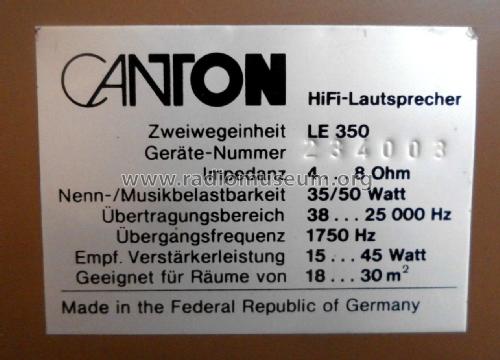 CANTON HiFi-Lautsprecher
Zweiwegeinheit LE 350
Geräte-Nummer 234003
Impedanz 4...8 Ohm
Nenn-/Musikbelastbarkeit 35/50 Watt
Übertragungsbereich 38...25 000 Hz
Übergangsfrequenz 1750 Hz
Empf. Verstärkerleistung 15...45 Watt
Geeignet für Räume von 18...30 m²
Made in the Federal Republic of Germany
www.radiomuseum.org